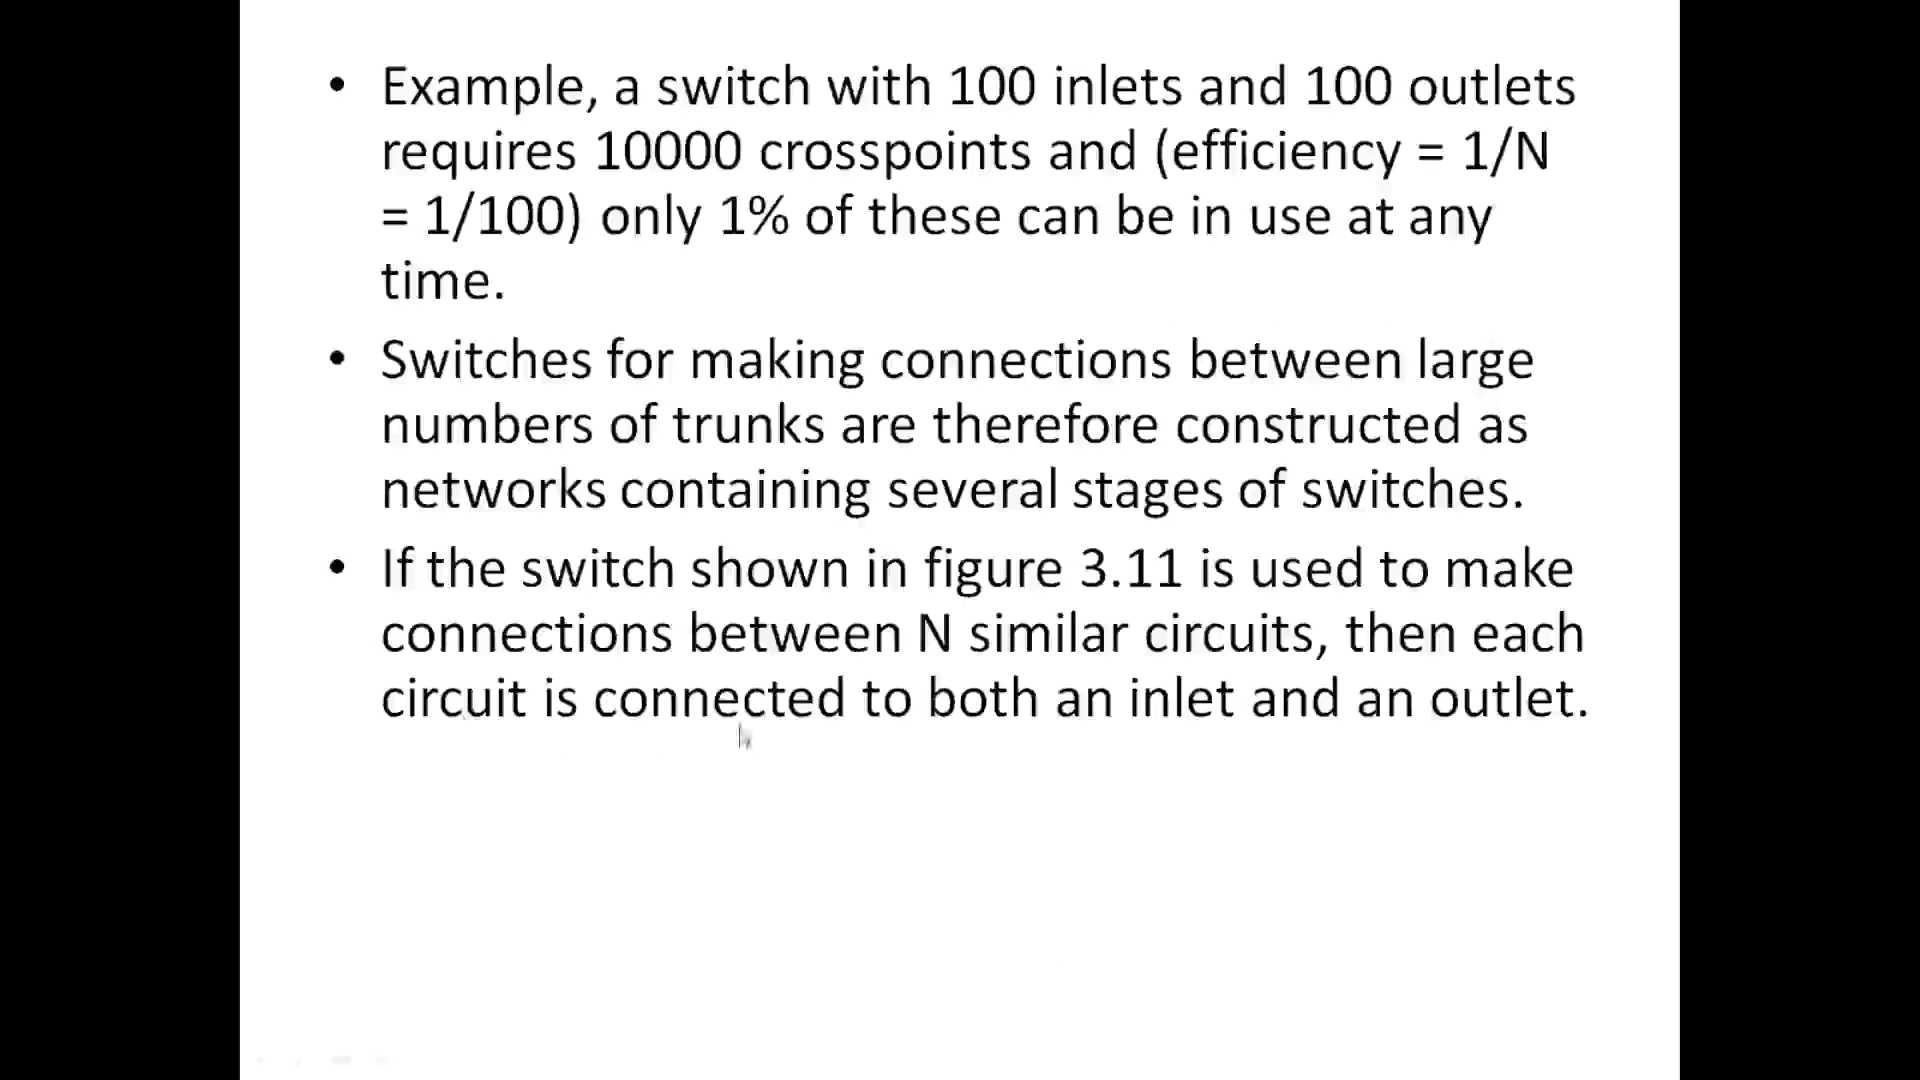 • Example, a switch with 100 inlets and 100 outlets
requires 10000 crosspoints and (efficiency = 1/N
= 1/100) only 1% of these can be in use at any
time.
• Switches for making connections between large
numbers of trunks are therefore constructed as
networks containing several stages of switches.
• If the switch shown in figure 3.11 is used to make
connections between N similar circuits, then each
circuit is connected to both an inlet and an outlet.